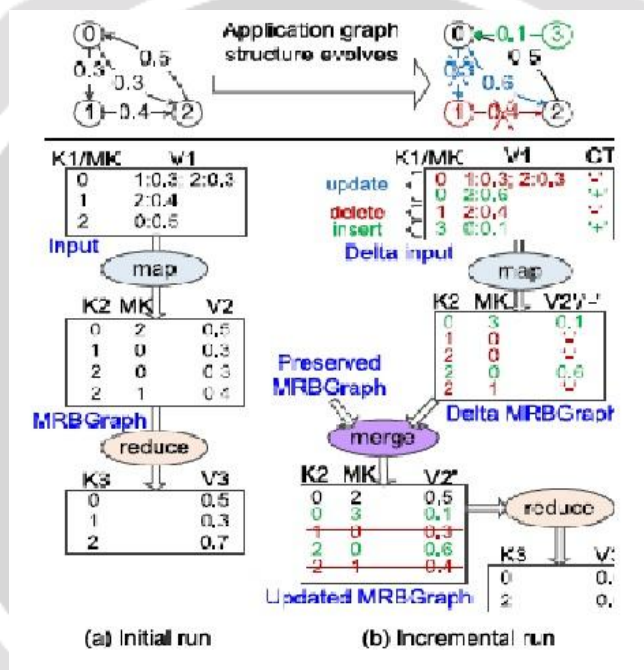 Application graph
structure evolves
0
0.3
0.3
0.5
1
0.4
2
0
0.1
3
0.5
0.6
1
2
K1/MK V1
0 1:0.3; 2:0.3
1 2:0.4
2 0:0.5
Input
map
K2 MK V2
0 2 0.5
1 0 0.3
2 0 0.3
2 1 0.4
MRBGraph
reduce
K3 V3
0 0.5
1 0.3
2 0.7
(a) Initial run
K1/MK V1 CT
update
0 1:0.3; 2:0.3 '-'
0 2:0.6 '+'
delete
1 2:0.4 '-'
insert
3 0:0.1 '+'
Delta input
map
K2 MK V2'/'-'
0 3 0.1
1 0 '-'
2 0 '-'
2 0 0.6
2 1 '-'
Preserved
MRBGraph
Delta MRBGraph
merge
K2 MK V2'
0 2 0.5
0 3 0.1
1 0 0.3
2 0 0.6
2 1 0.4
Updated MRBGraph
reduce
K3
0 0.
2 0.
(b) Incremental run